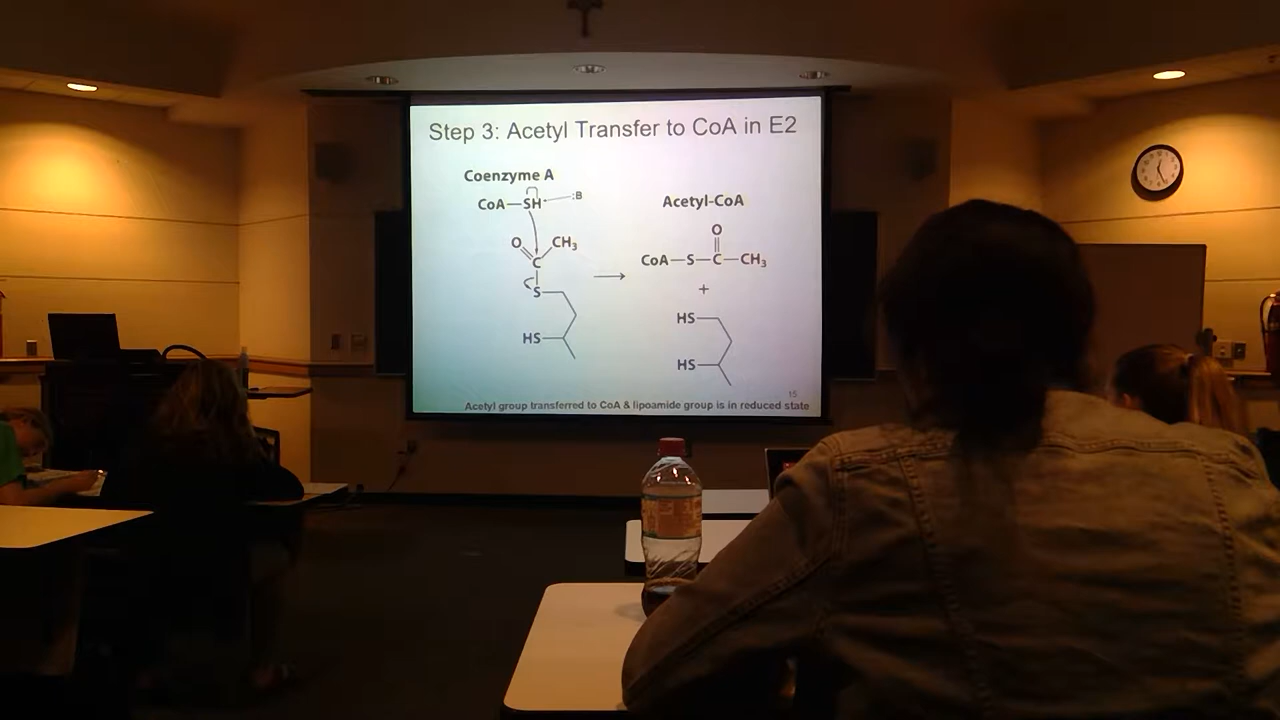 Step 3: Acetyl Transfer to CoA in E2
Coenzyme A
CoA—SH :B
O CH₃
C
S
HS
Acetyl-CoA
O
CoA—S—C—CH₃
+
HS
HS
15
Acetyl group transferred to CoA & lipoamide group is in reduced state